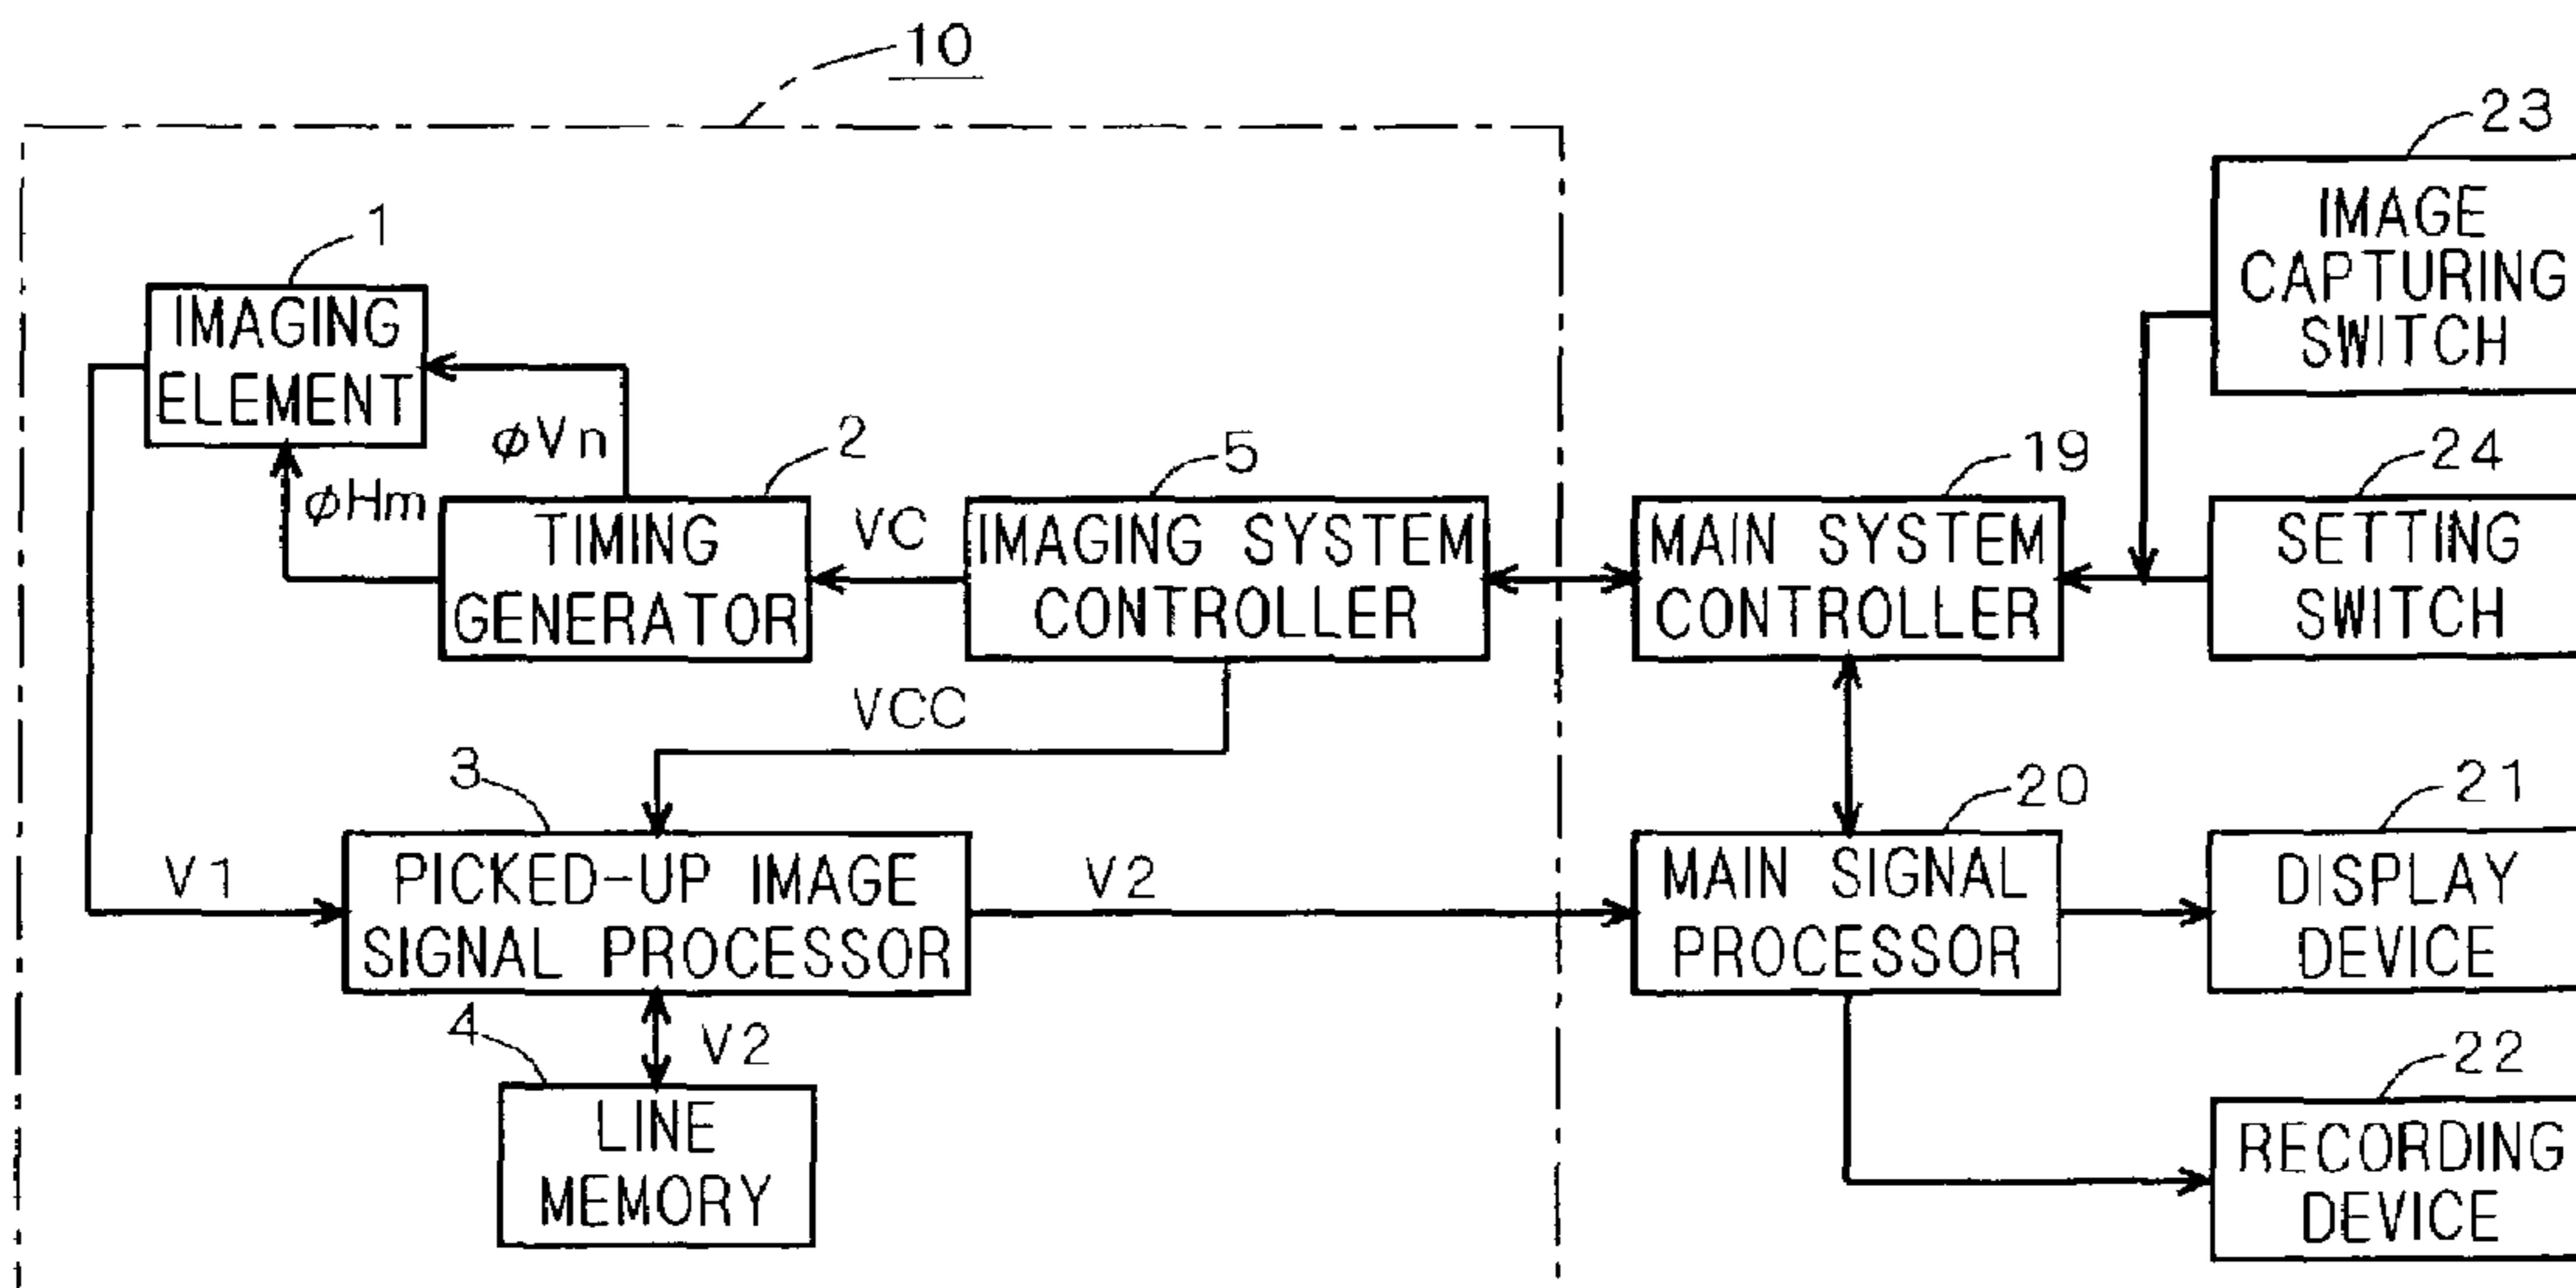 10
23
IMAGE
CAPTURING
SWITCH
1
IMAGING
ELEMENT
φVn
φHm
2
TIMING
GENERATOR
VC
5
IMAGING SYSTEM
CONTROLLER
19
MAIN SYSTEM
CONTROLLER
24
SETTING
SWITCH
VCC
3
V1
PICKED-UP IMAGE
SIGNAL PROCESSOR
V2
20
MAIN SIGNAL
PROCESSOR
21
DISPLAY
DEVICE
4
V2
LINE
MEMORY
22
RECORDING
DEVICE